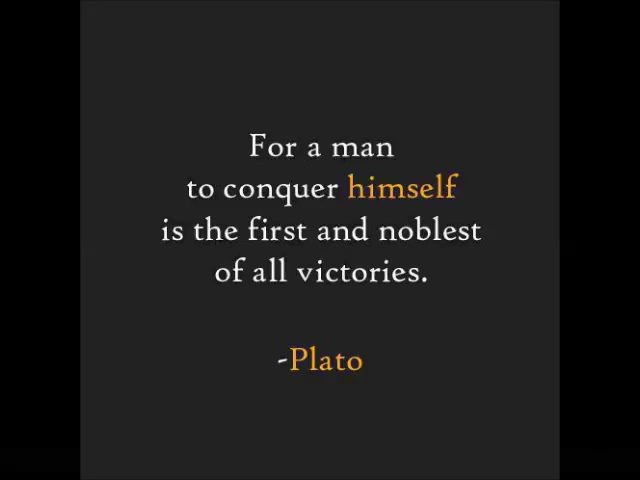 For a man
to conquer himself
is the first and noblest
of all victories.
-Plato